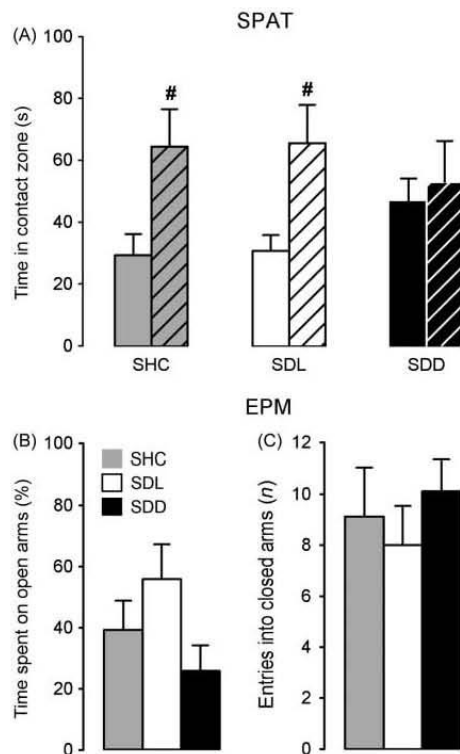 (A) SPAT
Time in contact zone (s)
100
80
60
40
20
0
# #
SHC SDL SDD
EPM
(B)
Time spent on open arms (%)
100
80
60
40
20
SHC
SDL
SDD
(C)
Entries into closed arms (n)
12
10
8
6
4
2
0